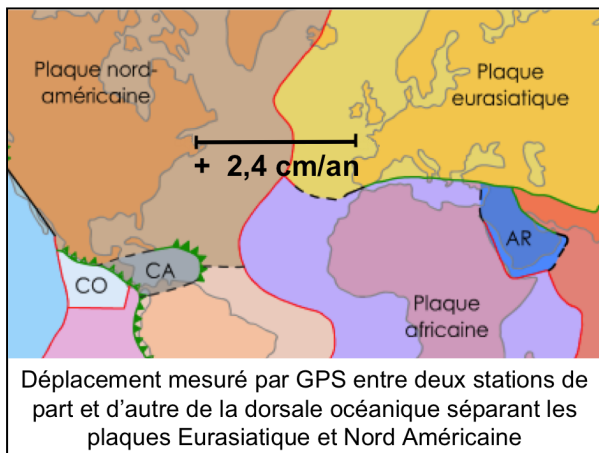 Plaque nord-
américaine
Plaque
eurasiatique
+ 2,4 cm/an
AR
CA
CO
Plaque
africaine
Déplacement mesuré par GPS entre deux stations de
part et d'autre de la dorsale océanique séparant les
plaques Eurasiatique et Nord Américaine